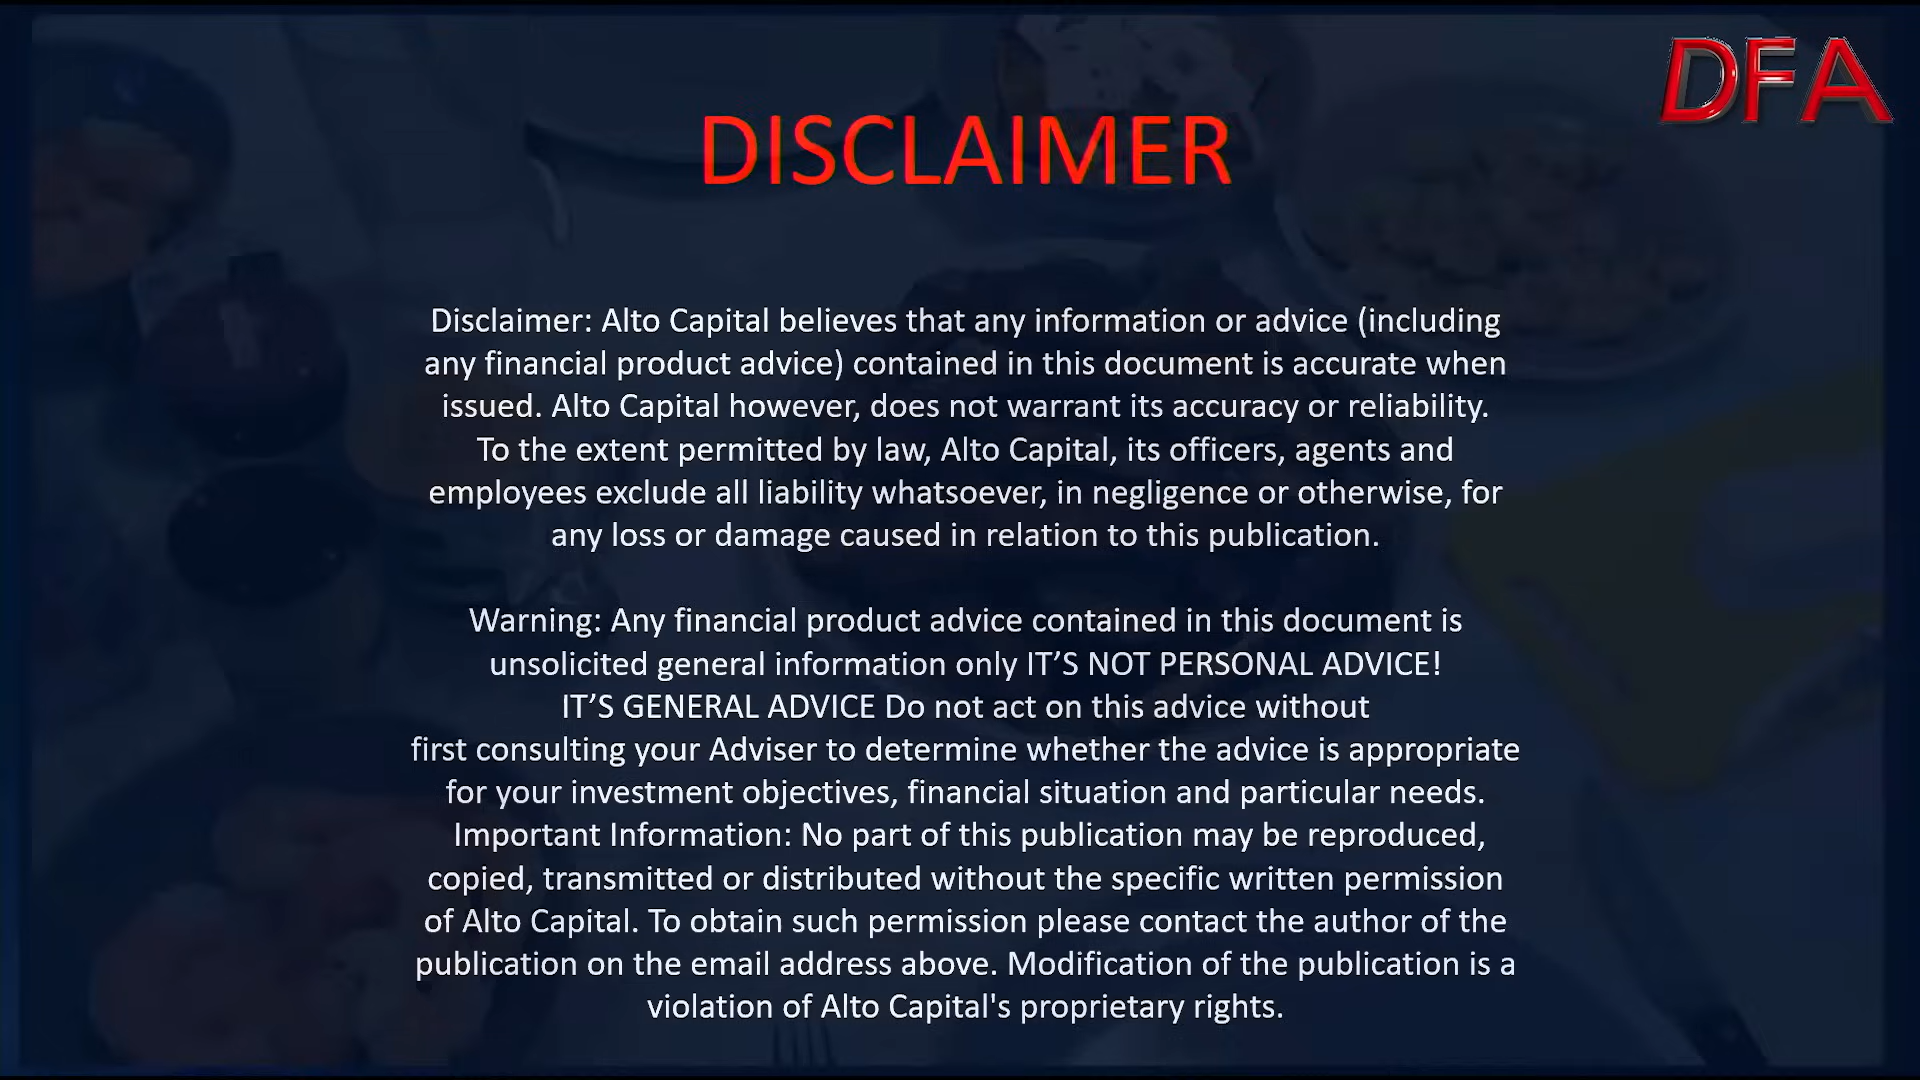 DFA
DISCLAIMER
Disclaimer: Alto Capital believes that any information or advice (including
any financial product advice) contained in this document is accurate when
issued. Alto Capital however, does not warrant its accuracy or reliability.
To the extent permitted by law, Alto Capital, its officers, agents and
employees exclude all liability whatsoever, in negligence or otherwise, for
any loss or damage caused in relation to this publication.
Warning: Any financial product advice contained in this document is
unsolicited general information only IT’S NOT PERSONAL ADVICE!
IT’S GENERAL ADVICE Do not act on this advice without
first consulting your Adviser to determine whether the advice is appropriate
for your investment objectives, financial situation and particular needs.
Important Information: No part of this publication may be reproduced,
copied, transmitted or distributed without the specific written permission
of Alto Capital. To obtain such permission please contact the author of the
publication on the email address above. Modification of the publication is a
violation of Alto Capital's proprietary rights.